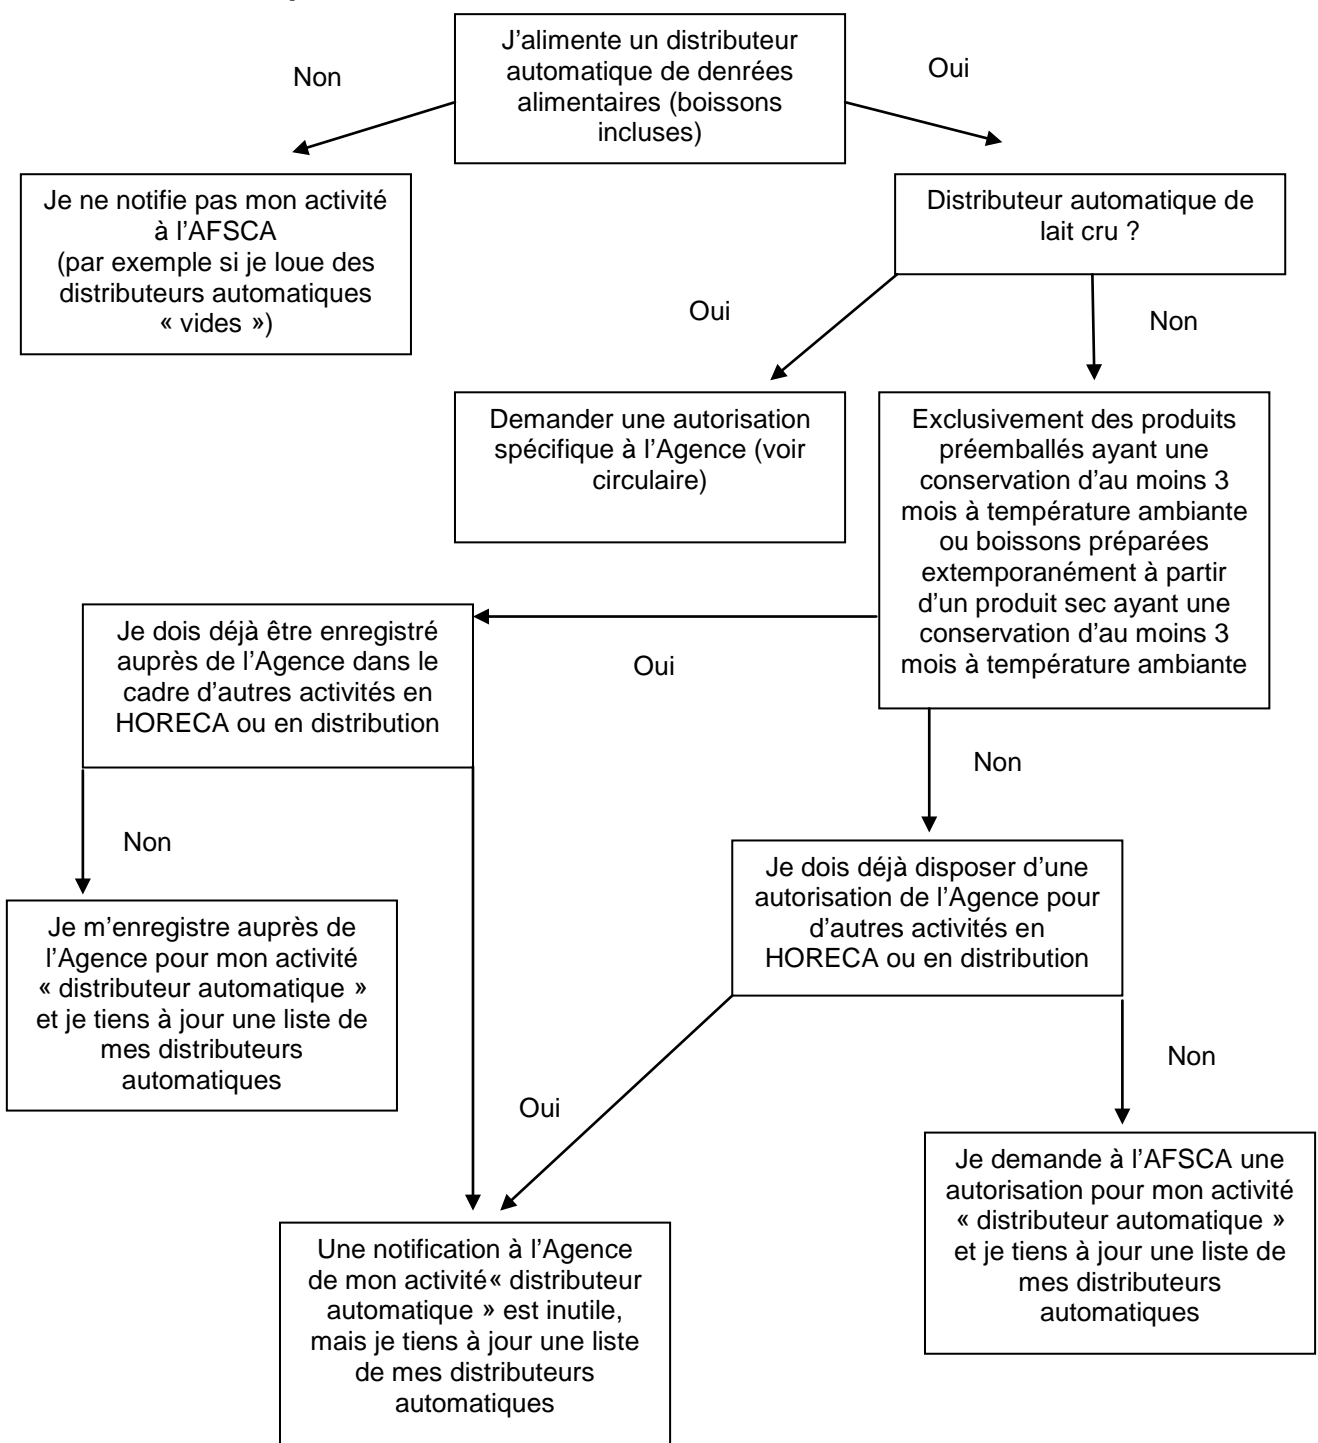 J'alimente un distributeur
automatique de denrées
alimentaires (boissons
incluses)
Non
Oui
Je ne notifie pas mon activité
à l'AFSCA
(par exemple si je loue des
distributeurs automatiques
« vides »)
Distributeur automatique de
lait cru ?
Oui
Non
Demander une autorisation
spécifique à l'Agence (voir
circulaire)
Exclusivement des produits
préemballés ayant une
conservation d'au moins 3
mois à température ambiante
ou boissons préparées
extemporanément à partir
d'un produit sec ayant une
conservation d'au moins 3
mois à température ambiante
Je dois déjà être enregistré
auprès de l'Agence dans le
cadre d'autres activités en
HORECA ou en distribution
Oui
Non
Non
Je dois déjà disposer d'une
autorisation de l'Agence pour
d'autres activités en
HORECA ou en distribution
Je m'enregistre auprès de
l'Agence pour mon activité
« distributeur automatique »
et je tiens à jour une liste de
mes distributeurs
automatiques
Oui
Non
Je demande à l'AFSCA une
autorisation pour mon activité
« distributeur automatique »
et je tiens à jour une liste de
mes distributeurs
automatiques
Une notification à l'Agence
de mon activité« distributeur
automatique » est inutile,
mais je tiens à jour une liste
de mes distributeurs
automatiques